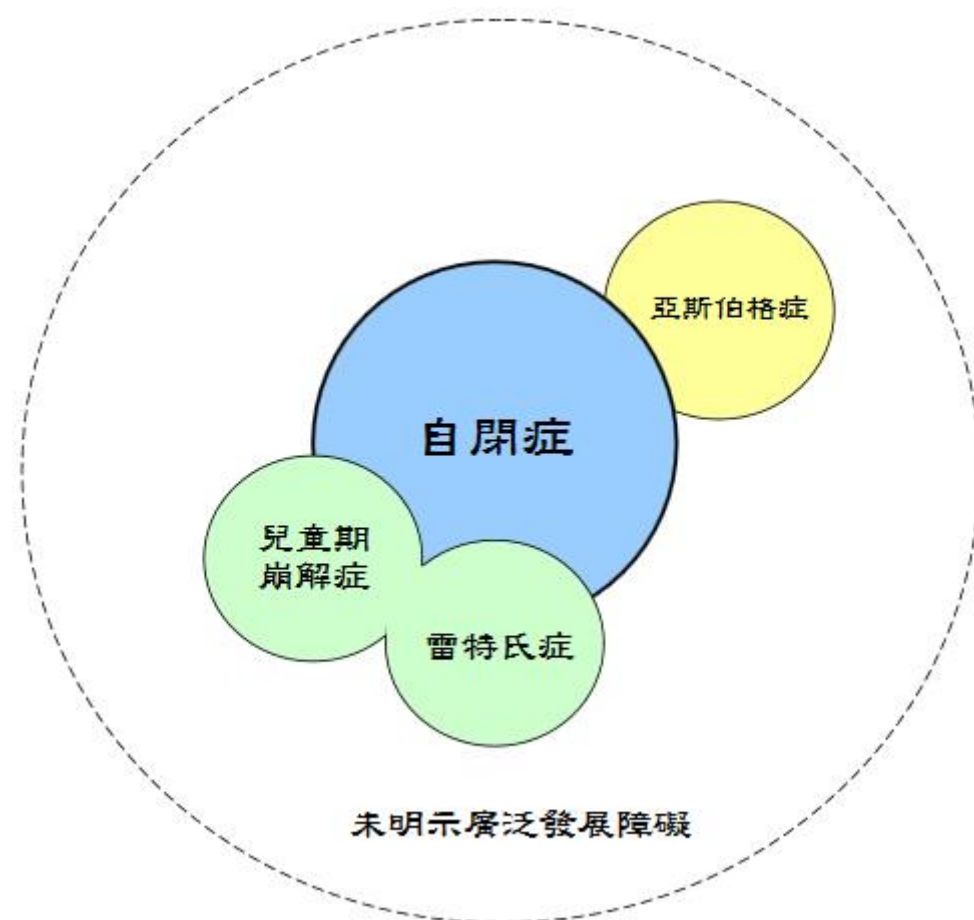 亞斯伯格症
自閉症
兒童期
崩解症
雷特氏症
未明示廣泛發展障礙